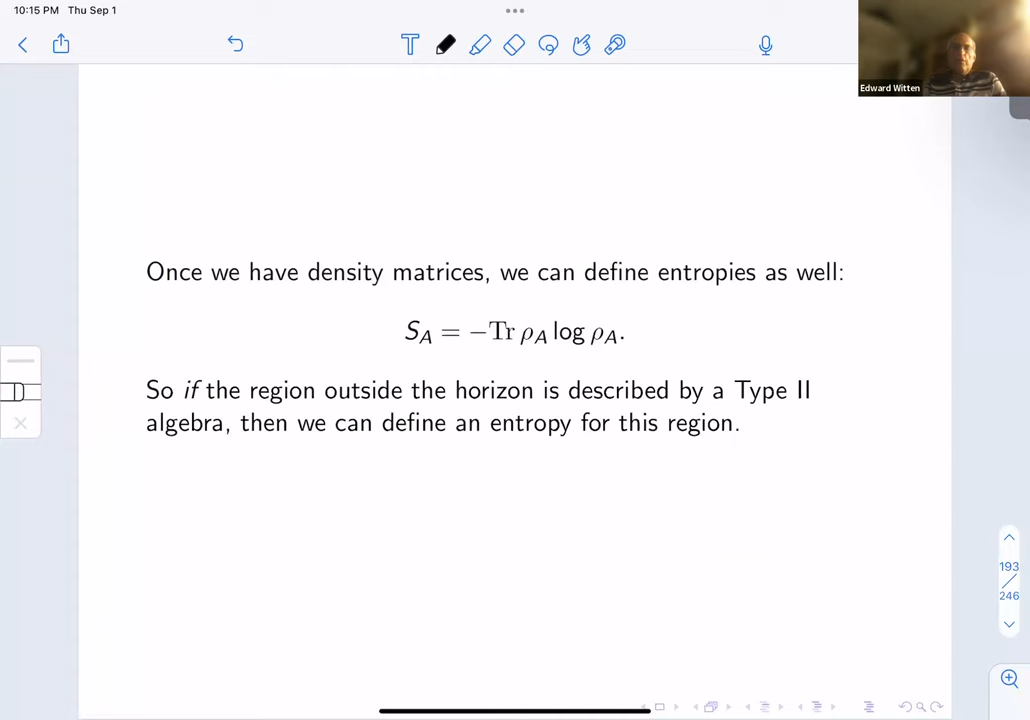 10:15 PM Thu Sep 1
Edward Witten
Once we have density matrices, we can define entropies as well:
S_A = −Tr ρ_A log ρ_A.
So if the region outside the horizon is described by a Type II
algebra, then we can define an entropy for this region.
193
246